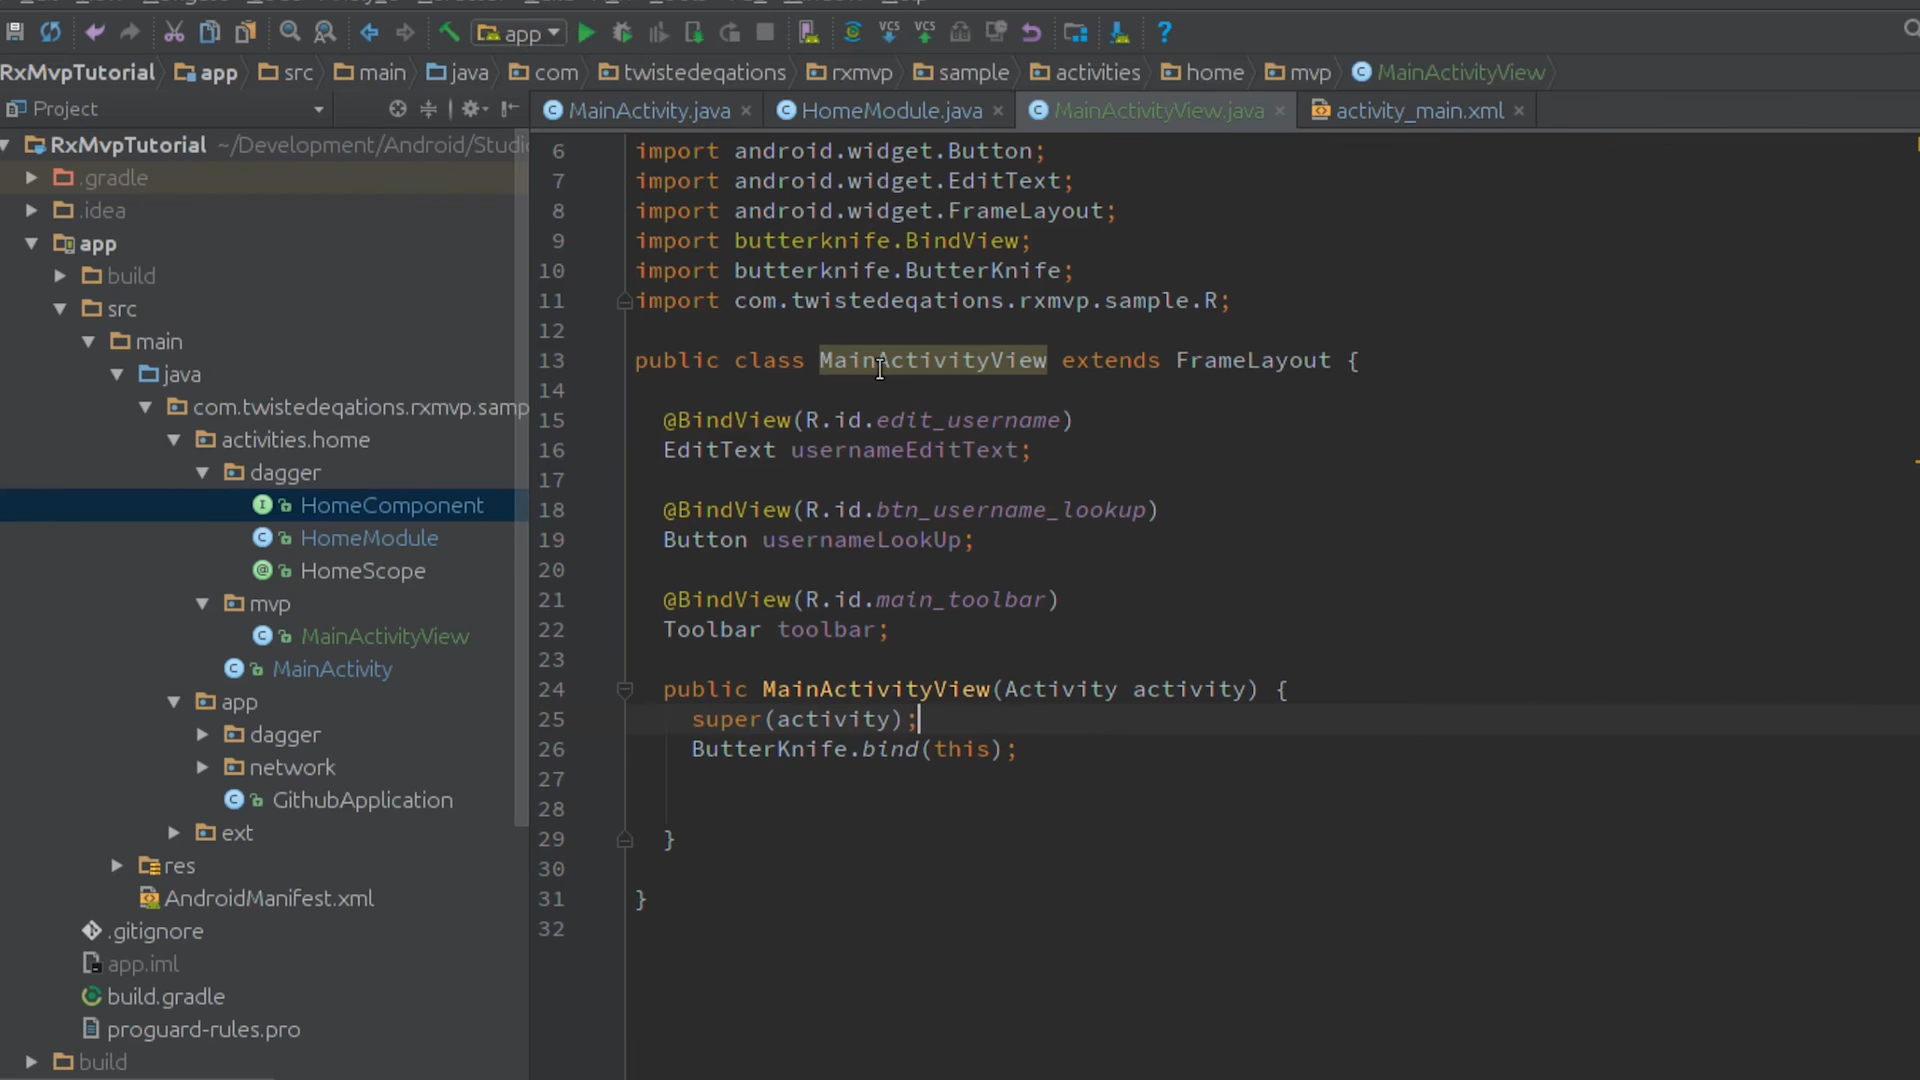 app
RxMvpTutorial app src main java com twistedeqations rxmvp sample activities home mvp MainActivityView
Project
MainActivity.java HomeModule.java MainActivityView.java activity_main.xml
RxMvpTutorial ~/Development/Android/Studi
.gradle
.idea
app
build
src
main
java
com.twistedeqations.rxmvp.samp
activities.home
dagger
HomeComponent
HomeModule
HomeScope
mvp
MainActivityView
MainActivity
app
dagger
network
GithubApplication
ext
res
AndroidManifest.xml
.gitignore
app.iml
build.gradle
proguard-rules.pro
build
6 import android.widget.Button;
7 import android.widget.EditText;
8 import android.widget.FrameLayout;
9 import butterknife.BindView;
10 import butterknife.ButterKnife;
11 import com.twistedeqations.rxmvp.sample.R;
12
13 public class MainActivityView extends FrameLayout {
14
15 @BindView(R.id.edit_username)
16 EditText usernameEditText;
17
18 @BindView(R.id.btn_username_lookup)
19 Button usernameLookUp;
20
21 @BindView(R.id.main_toolbar)
22 Toolbar toolbar;
23
24 public MainActivityView(Activity activity) {
25 super(activity);
26 ButterKnife.bind(this);
27
28
29 }
30
31 }
32